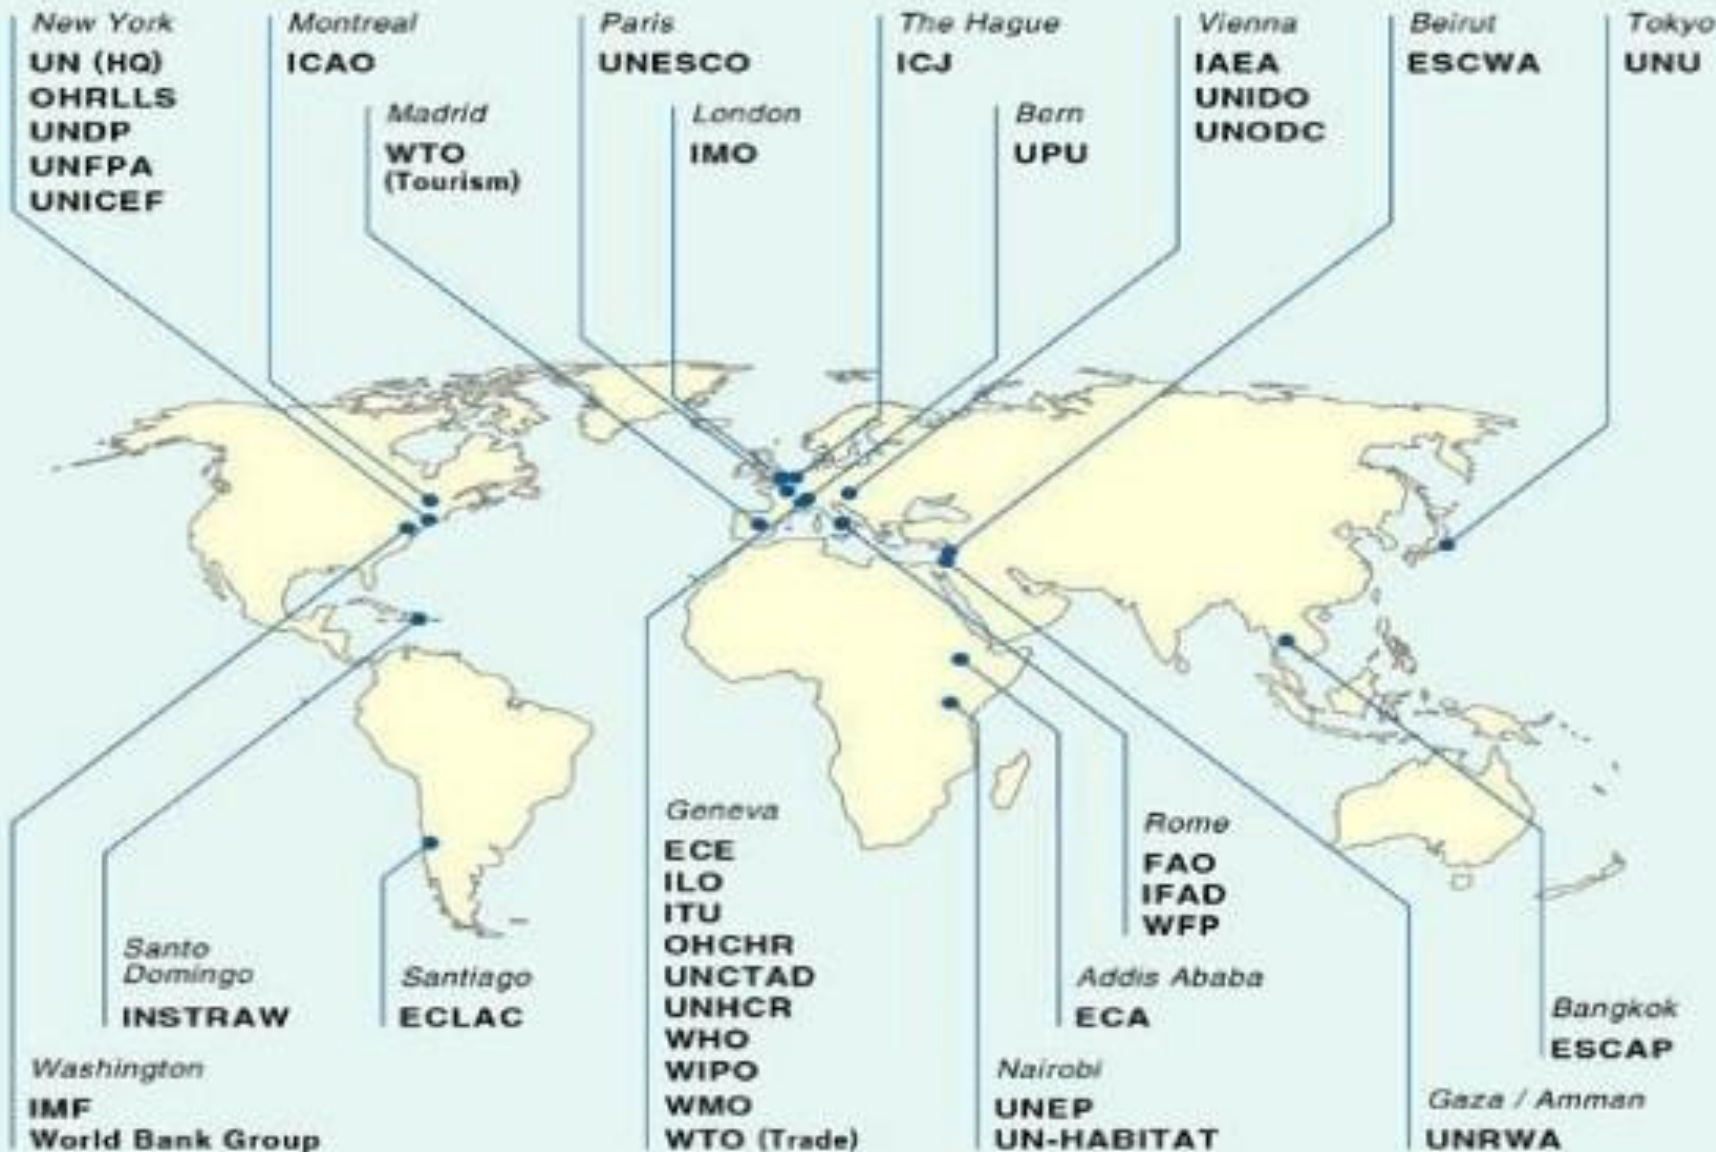 New York
UN (HQ)
OHRLLS
UNDP
UNFPA
UNICEF
Montreal
ICAO
Madrid
WTO
(Tourism)
Paris
UNESCO
London
IMO
The Hague
ICJ
Bern
UPU
Vienna
IAEA
UNIDO
UNODC
Beirut
ESCWA
Tokyo
UNU
Santo
Domingo
INSTRAW
Washington
IMF
World Bank Group
Santiago
ECLAC
Geneva
ECE
ILO
ITU
OHCHR
UNCTAD
UNHCR
WHO
WIPO
WMO
WTO (Trade)
Rome
FAO
IFAD
WFP
Addis Ababa
ECA
Nairobi
UNEP
UN-HABITAT
Bangkok
ESCAP
Gaza / Amman
UNRWA